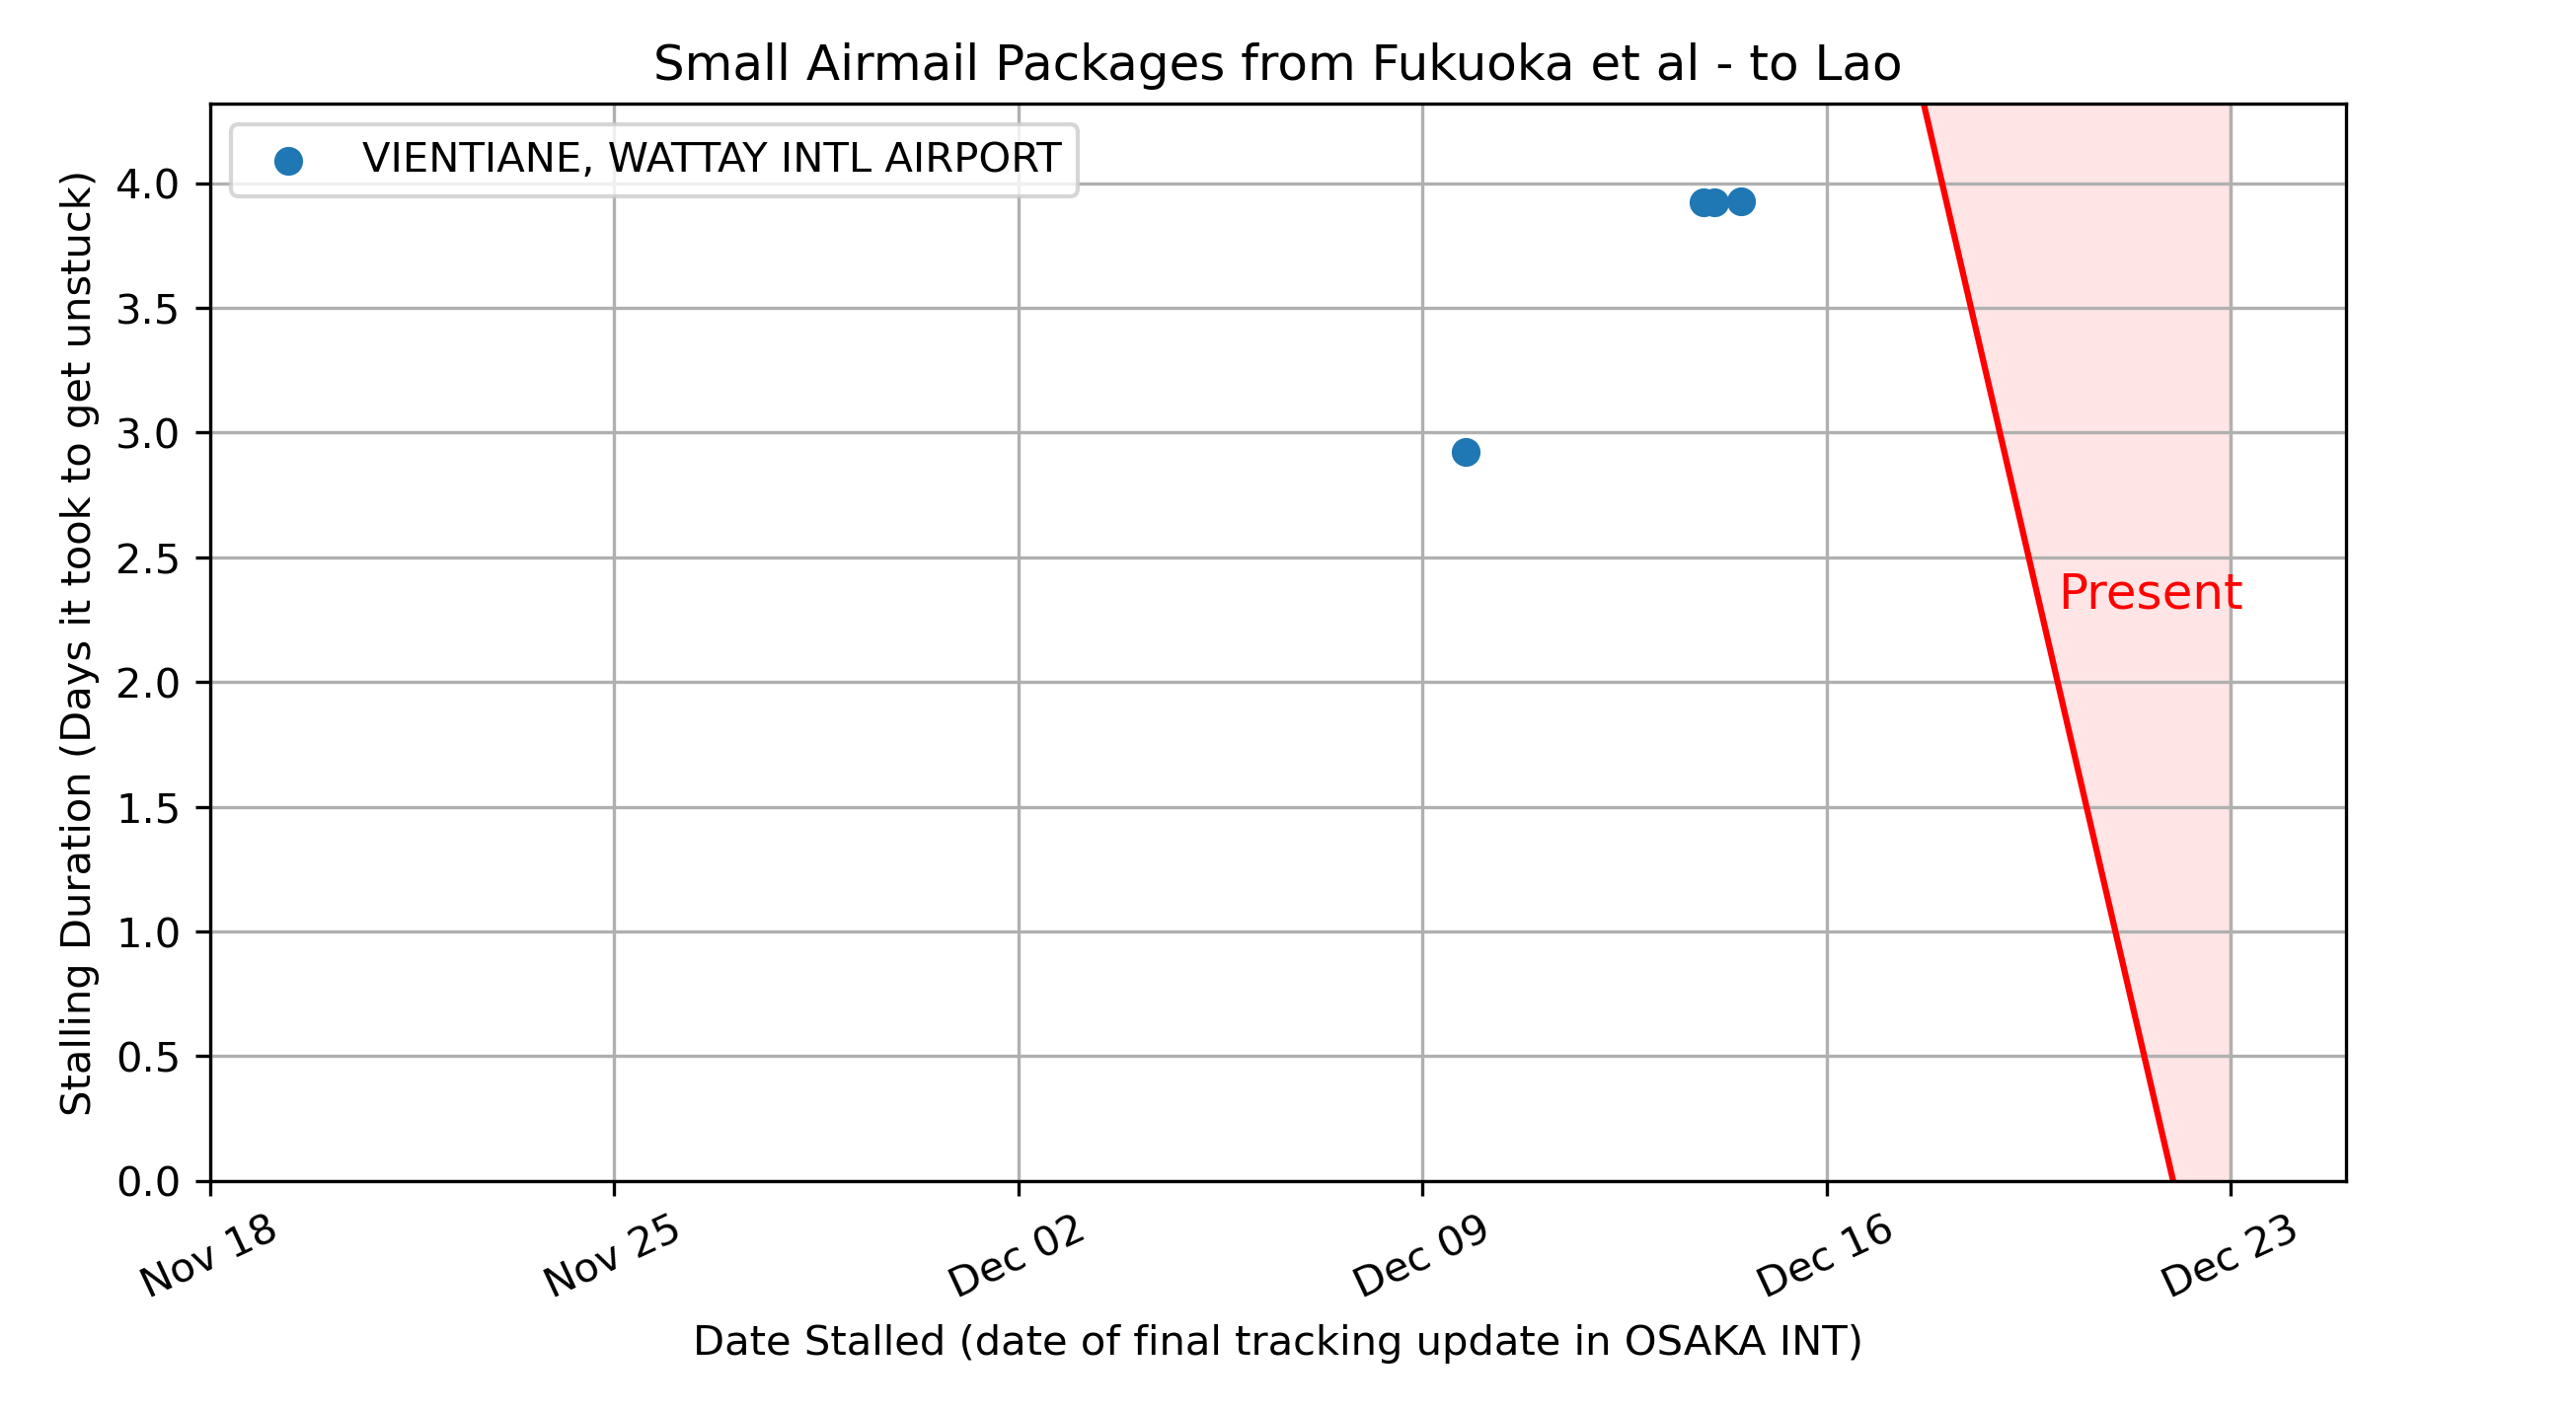 Small Airmail Packages from Fukuoka et al - to Lao
VIENTIANE, WATTAY INTL AIRPORT
Stalling Duration (Days it took to get unstuck)
4.0
3.5
3.0
2.5
2.0
1.5
1.0
0.5
0.0
Present
Nov 18
Nov 25
Dec 02
Dec 09
Dec 16
Dec 23
Date Stalled (date of final tracking update in OSAKA INT)